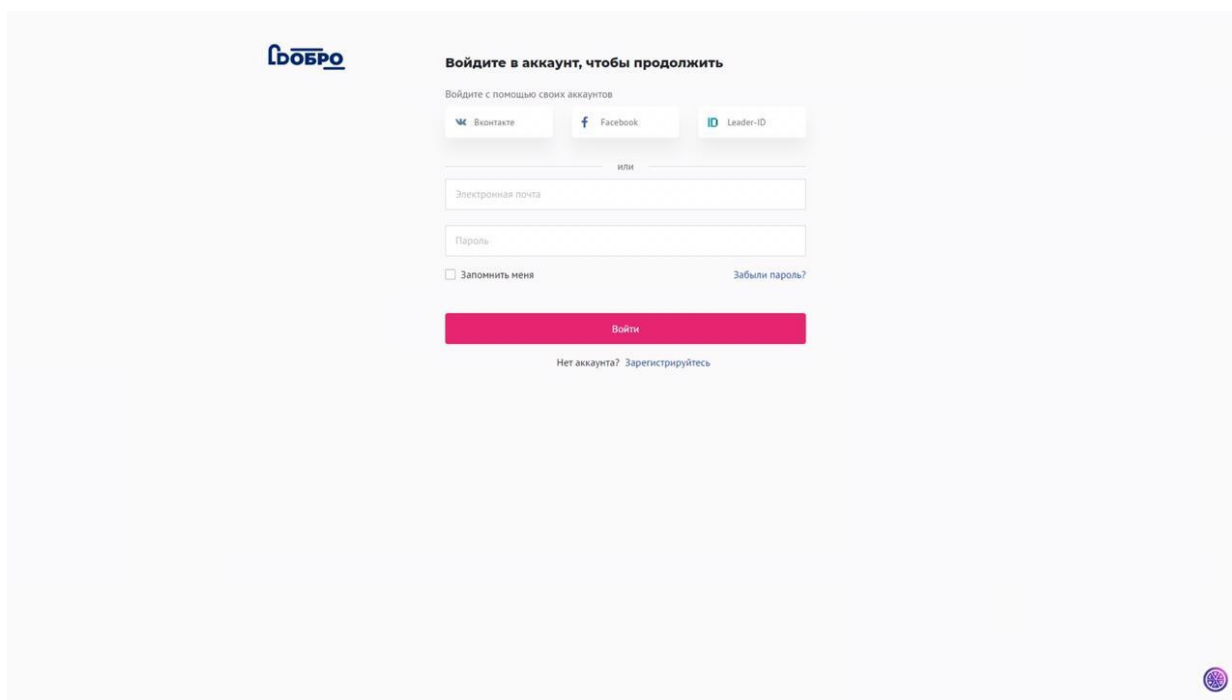 ДОБРО
Войдите в аккаунт, чтобы продолжить
Войдите с помощью своих аккаунтов
Вконтакте Facebook Leader-ID
или
Электронная почта
Пароль
Запомнить меня Забыли пароль?
Войти
Нет аккаунта? Зарегистрируйтесь